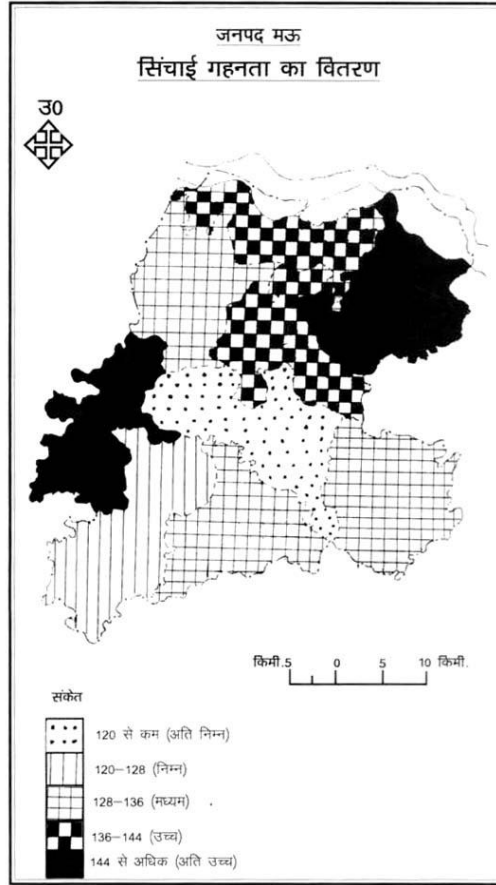 जनपद मऊ
सिंचाई गहनता का वितरण
उ0
किमी.5 0 5 10 किमी.
संकेत
120 से कम (अति निम्न)
120–128 (निम्न)
128–136 (मध्यम)
136–144 (उच्च)
144 से अधिक (अति उच्च)